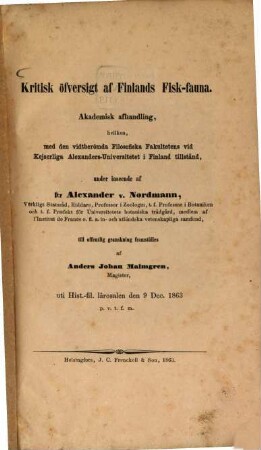 Kritisk öfversigt af Finlands Fisk-fauna.
Akademisk afhandling,
hvilken,
med den vidtberömda Filosofiska Fakultetens vid
Kejserliga Alexanders-Universitetet i Finland tillstånd,
under inseende af
Dr Alexander v. Nordmann,
Verkligt Statsråd, Riddare, Professor i Zoologin, t. f. Professor i Botaniken
och t. f. Prefekt för Universitetets botaniska trädgård, medlem af
l'Institut de France o. fl. a. in- och utländska vetenskapliga samfund,
till offentlig granskning framställes
af
Anders Johan Malmgren,
Magister,
uti Hist.-fil. lärosalen den 9 Dec. 1863
p. v. t. f. m.
Helsingfors, J. C. Frenckell & Son, 1863.